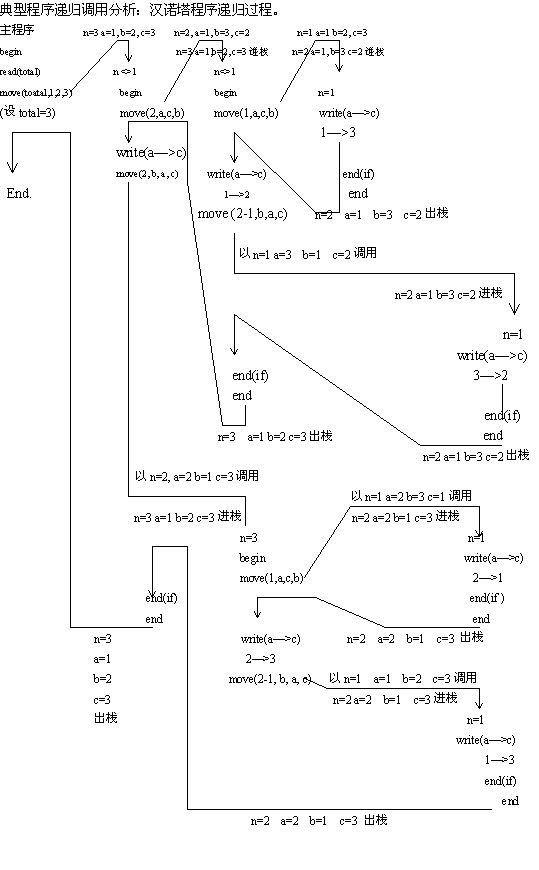 典型程序递归调用分析：汉诺塔程序递归过程。
主程序
n=3 a=1, b=2, c=3
n=2, a=1, b=3, c=2
n=1 a=1 b=2, c=3
begin
n=3 a=1,b=2,c=3 进栈
n=2 a=1,b=3 c=2 进栈
read(total)
n<>1
n<>1
move(toatal,1,2,3)
begin
begin
n=1
(设 total=3)
move(2,a,c,b)
move(1,a,c,b)
write(a—>c)
1—>3
write(a—>c)
move(2,b, a , c)
write(a—>c)
end(if)
End.
1—>2
end
move (2-1,b,a,c)
n=2 a=1 b=3 c=2 出栈
以 n=1 a=3 b=1 c=2 调用
n=2 a=1 b=3 c=2 进栈
n=1
write(a—>c)
3—>2
end(if)
end
end(if)
end
n=3 a=1 b=2 c=3 出栈
n=2 a=1 b=3 c=2 出栈
以 n=2, a=2 b=1 c=3 调用
n=3 a=1 b=2 c=3 进栈
以 n=1 a=2 b=3 c=1 调用
n=2 a=2 b=1 c=3 进栈
n=3
begin
move(1,a,c,b)
n=1
write(a—>c)
2—>1
end(if )
end
end(if)
end
n=3
a=1
b=2
c=3
出栈
write(a—>c)
2—>3
move(2-1, b, a, c)
n=2 a=2 b=1 c=3 出栈
以 n=1 a=1 b=2 c=3 调用
n=2 a=2 b=1 c=3 进栈
n=1
write(a—>c)
1—>3
end(if)
end
n=2 a=2 b=1 c=3 出栈